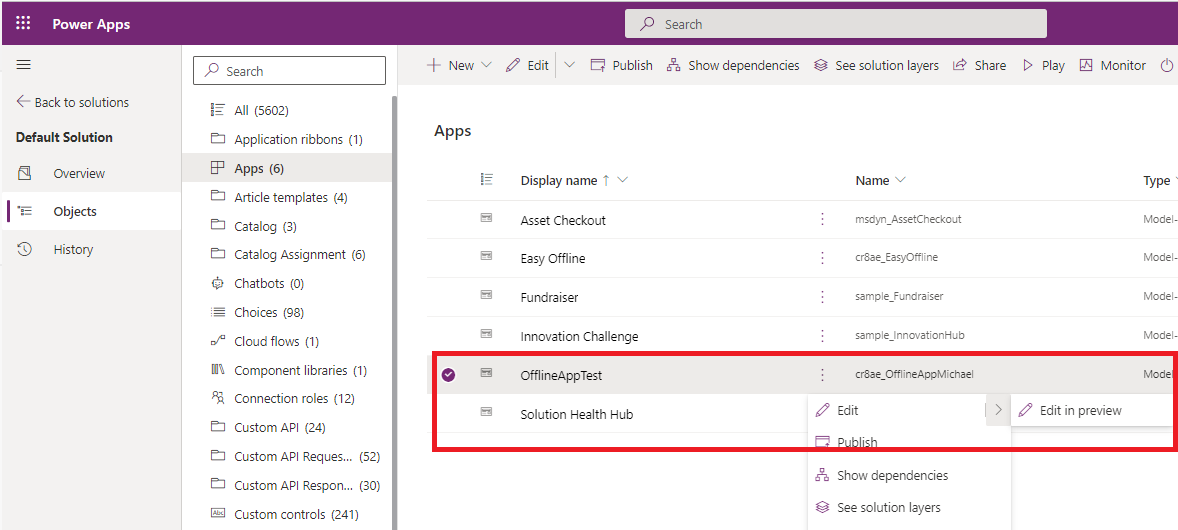 Power Apps
Search
Back to solutions
Default Solution
Overview
Objects
History
Search
All (5602)
Application ribbons (1)
Apps (6)
Article templates (4)
Catalog (3)
Catalog Assignment (6)
Chatbots (0)
Choices (98)
Cloud flows (1)
Component libraries (1)
Connection roles (12)
Custom API (24)
Custom API Reques... (52)
Custom API Respon... (30)
Abc Custom controls (241)
New Edit Publish Show dependencies See solution layers Share Play Monitor
Apps
Display name ↑ Name Type
Asset Checkout msdyn_AssetCheckout Model-
Easy Offline cr8ae_EasyOffline Model-
Fundraiser sample_Fundraiser Model-
Innovation Challenge sample_InnovationHub Model-
OfflineAppTest cr8ae_OfflineAppMichael Model
Solution Health Hub
Edit Edit in preview
Publish
Show dependencies
See solution layers